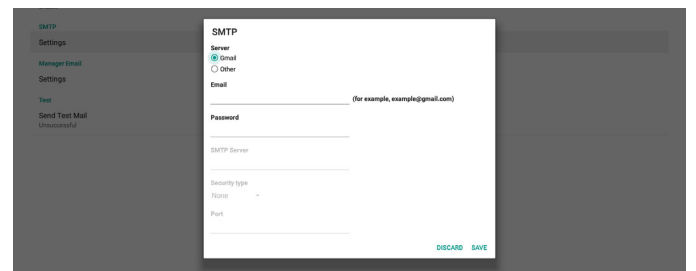 SMTP
Settings
Manager Email
Settings
Test
Send Test Mail
Unsuccessful
SMTP
Server
Gmail
Other
Email
(for example, example@gmail.com)
Password
SMTP Server
Security type
None
Port
DISCARD SAVE